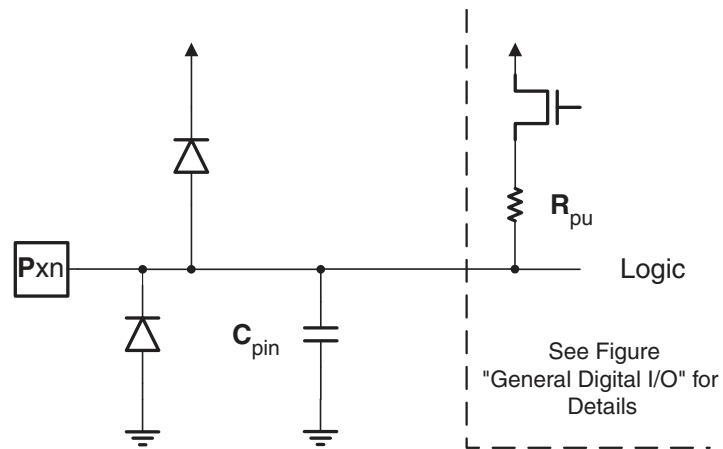 R
pu
Pxn
Logic
C
pin
See Figure
"General Digital I/O" for
Details